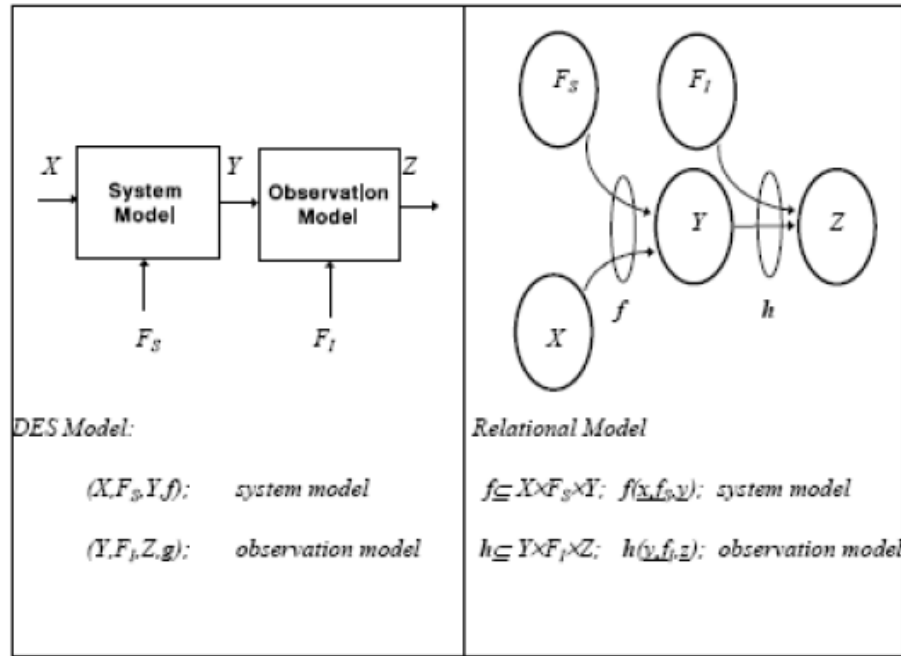 X
Y
Z
System
Model
Observation
Model
F_S
F_I
DES Model:
(X,F_S,Y,f); system model
(Y,F_I,Z,g); observation model
F_S
F_I
Y
Z
f
h
X
Relational Model
f⊆ X×F_S×Y; f(x,f_S,y); system model
h⊆ Y×F_I×Z; h(y,f_I,z); observation model